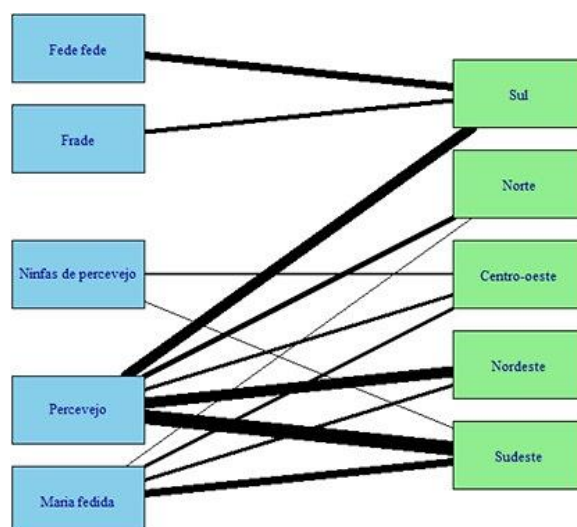 Fede fede
Frade
Ninfas de percevejo
Percevejo
Maria fedida
Sul
Norte
Centro-oeste
Nordeste
Sudeste